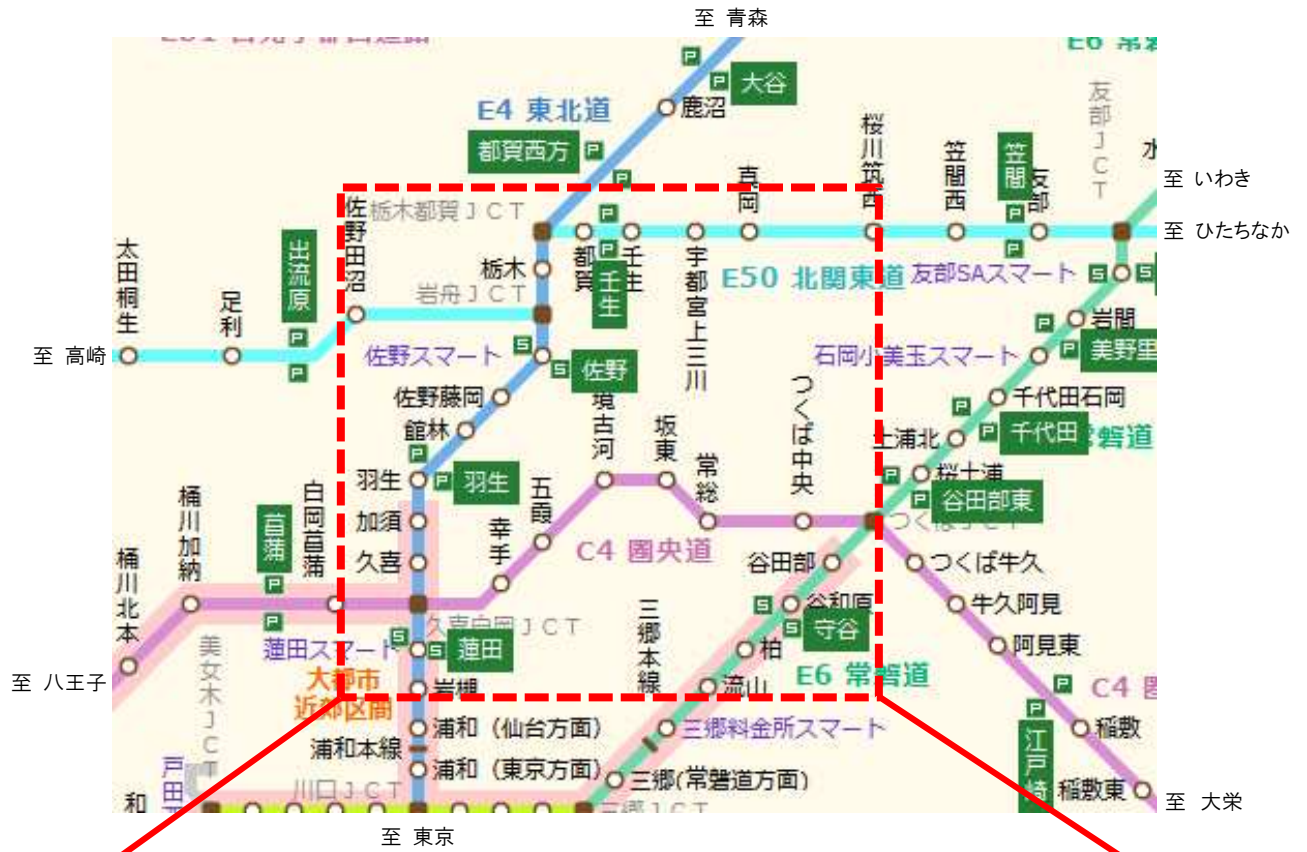 至 青森
大谷
鹿沼
E4 東北道
都賀西方
友部JCT
桜川筑西
笠間西
笠間
友部
真岡
至 いわき
至 ひたちなか
佐野田沼
栃木都賀JCT
太田桐生
出流原
足利
栃木
都賀
壬生
壬生
宇都宮上三川
E50 北関東道
友部SAスマート
岩舟JCT
岩間
至 高崎
佐野スマート
佐野
石岡小美玉スマート
美野里
佐野藤岡
境古河
坂東
つくば中央
千代田石岡
館林
土浦北
千代田
常磐道
羽生
羽生
常総
桜土浦
谷田部東
桶川加納
菖蒲
白岡菖蒲
加須
五霞
幸手
C4 圏央道
つくばJCT
久喜
谷田部
つくば牛久
桶川北本
谷和原
牛久阿見
久喜白岡JCT
三郷本線
守谷
美女木JCT
蓮田スマート
蓮田
柏
阿見東
至 八王子
大都市
近郊区間
岩槻
流山
E6 常磐道
C4
浦和(仙台方面)
三郷料金所スマート
稲敷
浦和本線
江戸崎
浦和(東京方面)
三郷(常磐道方面)
川口JCT
稲敷東
三郷JCT
至 大栄
至 東京